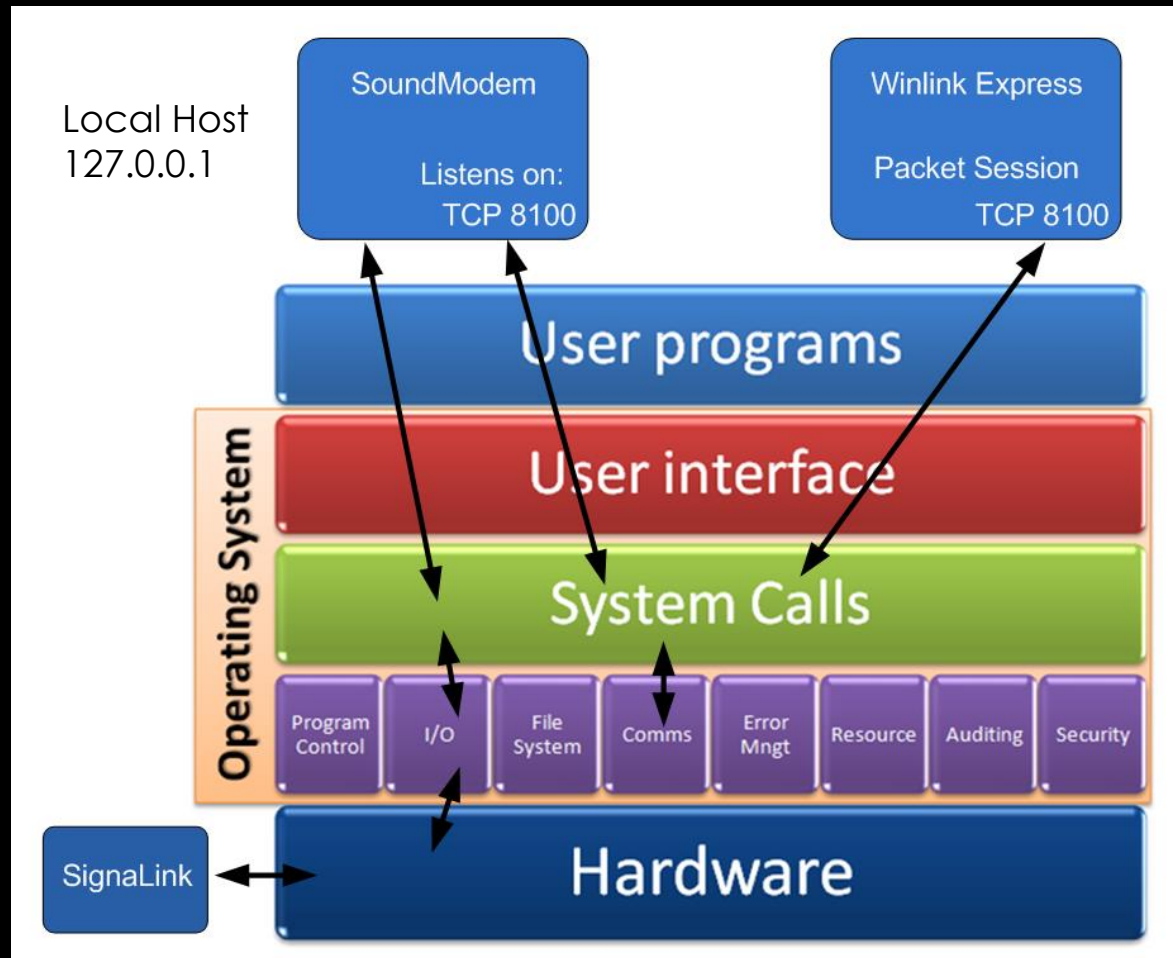 Local Host
127.0.0.1
SoundModem
Listens on:
TCP 8100
Winlink Express
Packet Session
TCP 8100
User programs
Operating System
User interface
System Calls
Program
Control
I/O
File
System
Comms
Error
Mngt
Resource
Auditing
Security
SignaLink
Hardware